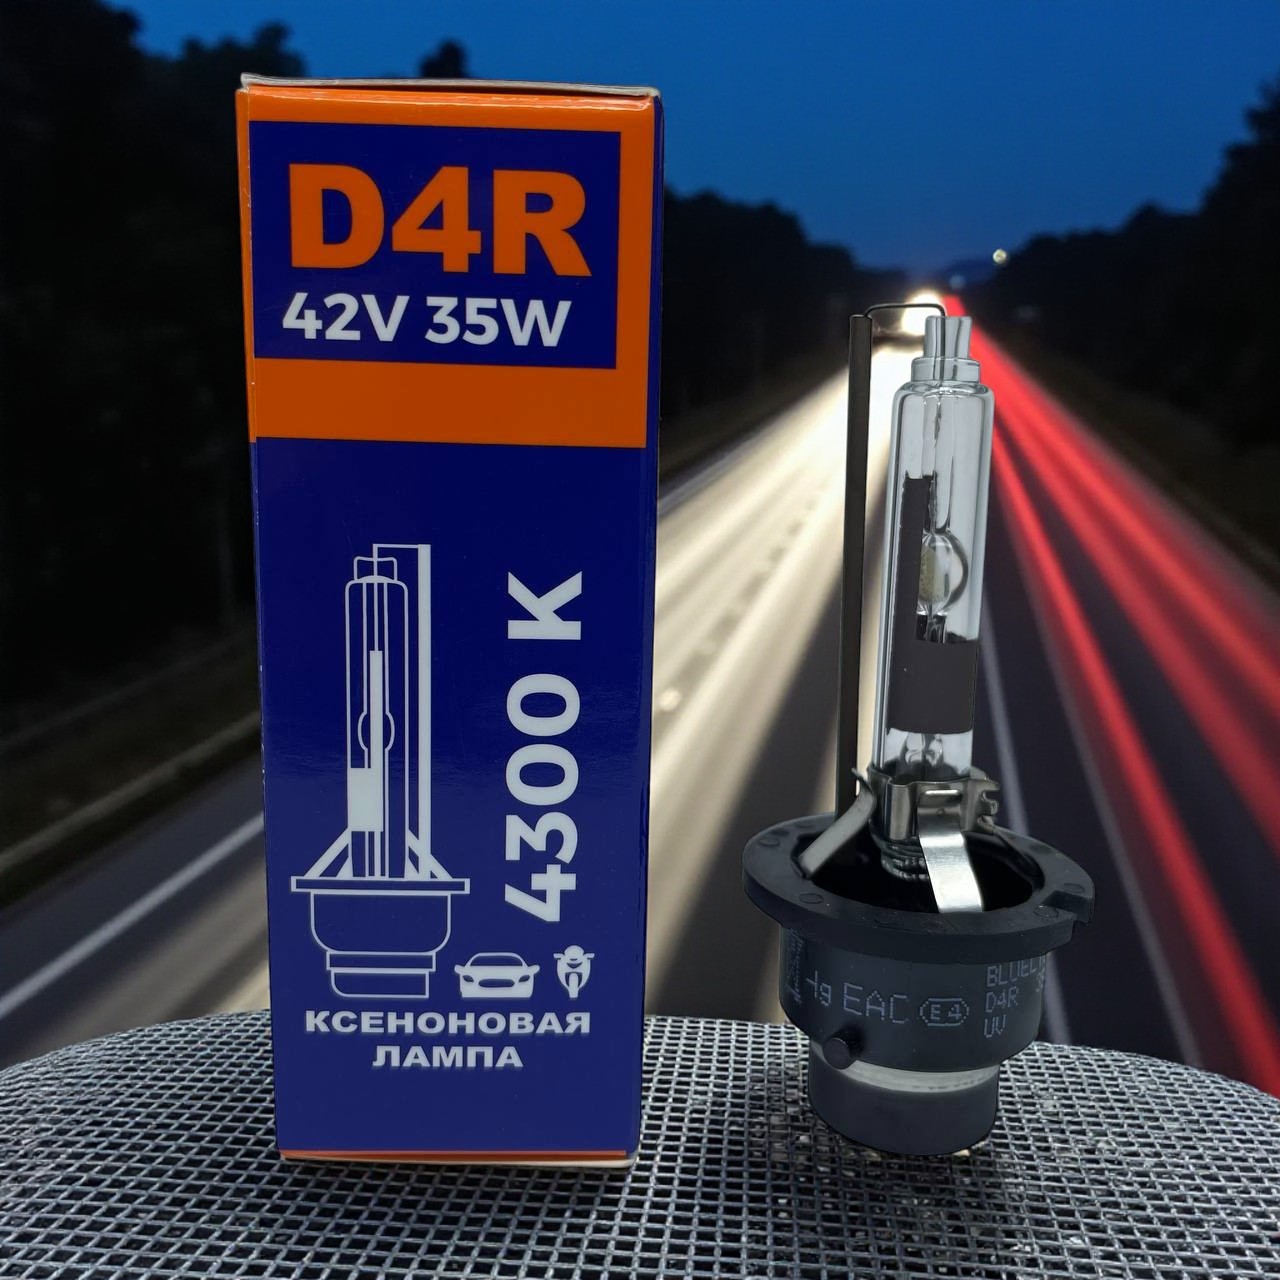 D4R
42V 35W
4300 K
КСЕНОНОВАЯ
ЛАМПА
Hg EAC E4
D4R
UV